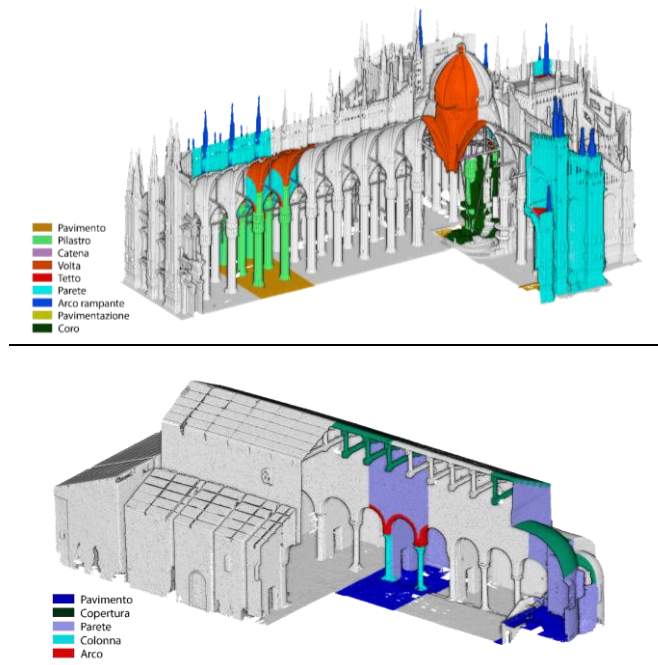 Pavimento
Pilastro
Catena
Volta
Tetto
Parete
Arco rampante
Pavimentazione
Coro
Pavimento
Copertura
Parete
Colonna
Arco